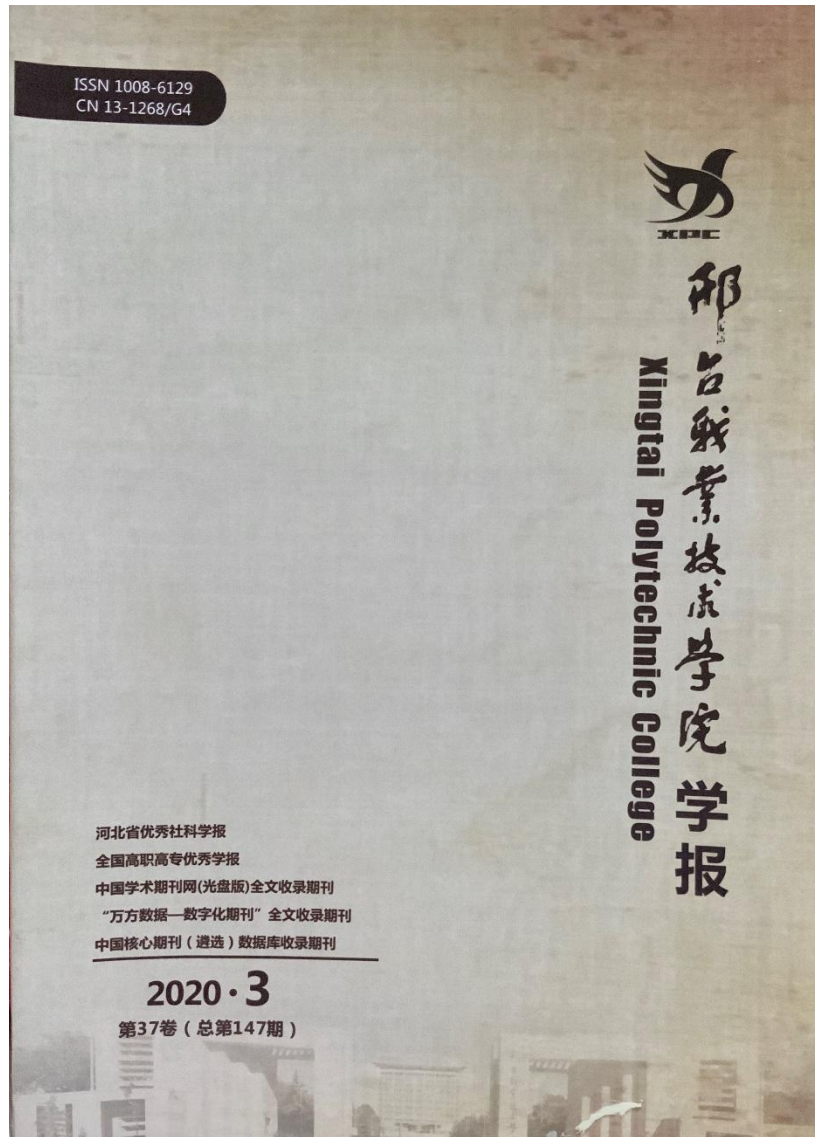 ISSN 1008-6129
CN 13-1268/G4
XPC
邢台职业技术学院学报
Xingtai Polytechnic College
河北省优秀社科学报
全国高职高专优秀学报
中国学术期刊网(光盘版)全文收录期刊
“万方数据—数字化期刊”全文收录期刊
中国核心期刊(遴选)数据库收录期刊
2020·3
第37卷(总第147期)